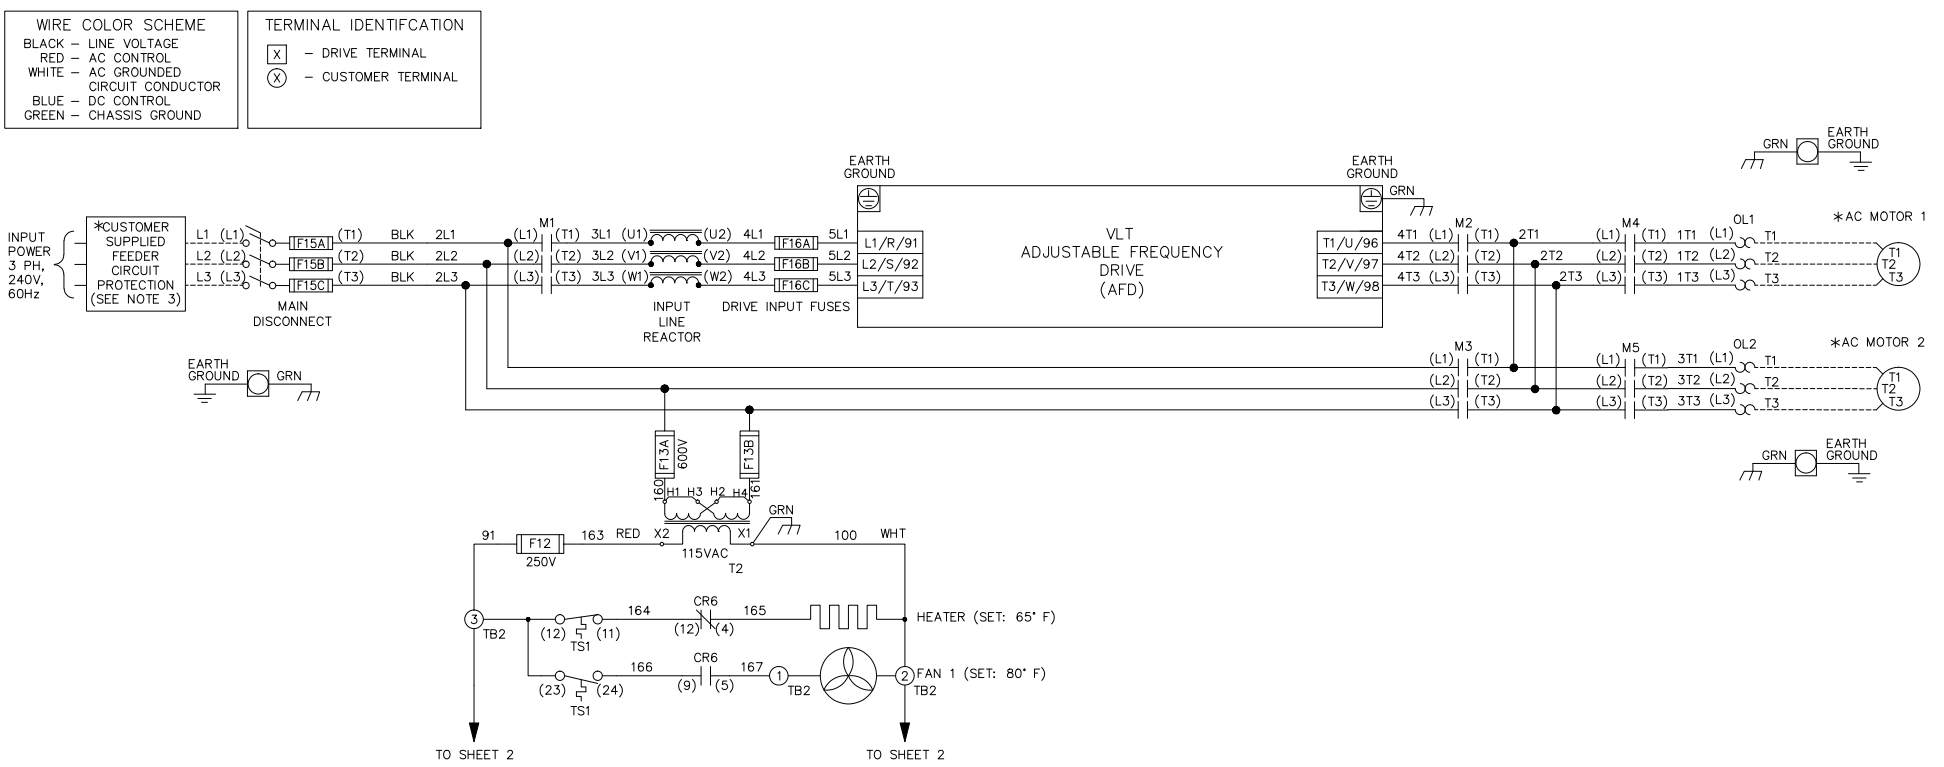 WIRE COLOR SCHEME
BLACK – LINE VOLTAGE
RED – AC CONTROL
WHITE – AC GROUNDED
CIRCUIT CONDUCTOR
BLUE – DC CONTROL
GREEN – CHASSIS GROUND
TERMINAL IDENTIFCATION
X – DRIVE TERMINAL
X – CUSTOMER TERMINAL
INPUT
POWER
3 PH,
240V,
60Hz
*CUSTOMER
SUPPLIED
FEEDER
CIRCUIT
PROTECTION
(SEE NOTE 3)
L1 (L1) F15A (T1) BLK 2L1 (L1) M1 (T1) 3L1 (U1) (U2) 4L1 F16A 5L1 L1/R/91
L2 (L2) F15B (T2) BLK 2L2 (L2) (T2) 3L2 (V1) (V2) 4L2 F16B 5L2 L2/S/92
L3 (L3) F15C (T3) BLK 2L3 (L3) (T3) 3L3 (W1) (W2) 4L3 F16C 5L3 L3/T/93
MAIN
DISCONNECT
INPUT
LINE
REACTOR
DRIVE INPUT FUSES
EARTH
GROUND
VLT
ADJUSTABLE FREQUENCY
DRIVE
(AFD)
EARTH
GROUND
GRN
GRN
EARTH
GROUND
T1/U/96 4T1 (L1) M2 (T1) 2T1 (L1) M4 (T1) 1T1 (L1) OL1 T1
T2/V/97 4T2 (L2) (T2) 2T2 (L2) (T2) 1T2 (L2) T2
T3/W/98 4T3 (L3) (T3) 2T3 (L3) (T3) 1T3 (L3) T3
*AC MOTOR 1
T1
T2
T3
EARTH
GROUND
GRN
(L1) M3 (T1) (L1) M5 (T1) 3T1 (L1) OL2 T1
(L2) (T2) (L2) (T2) 3T2 (L2) T2
(L3) (T3) (L3) (T3) 3T3 (L3) T3
*AC MOTOR 2
T1
T2
T3
GRN
EARTH
GROUND
F13A
600V
F13B
160
161
H1 H3 H2 H4
GRN
91 F12 163 RED X2 X1 100 WHT
250V
115VAC
T2
3
TB2
(12) (11)
TS1
164
CR6
(12) (4)
165
HEATER (SET: 65° F)
(23) (24)
TS1
166
CR6
(9) (5)
167
1
TB2
2
TB2
FAN 1 (SET: 80° F)
TO SHEET 2
TO SHEET 2